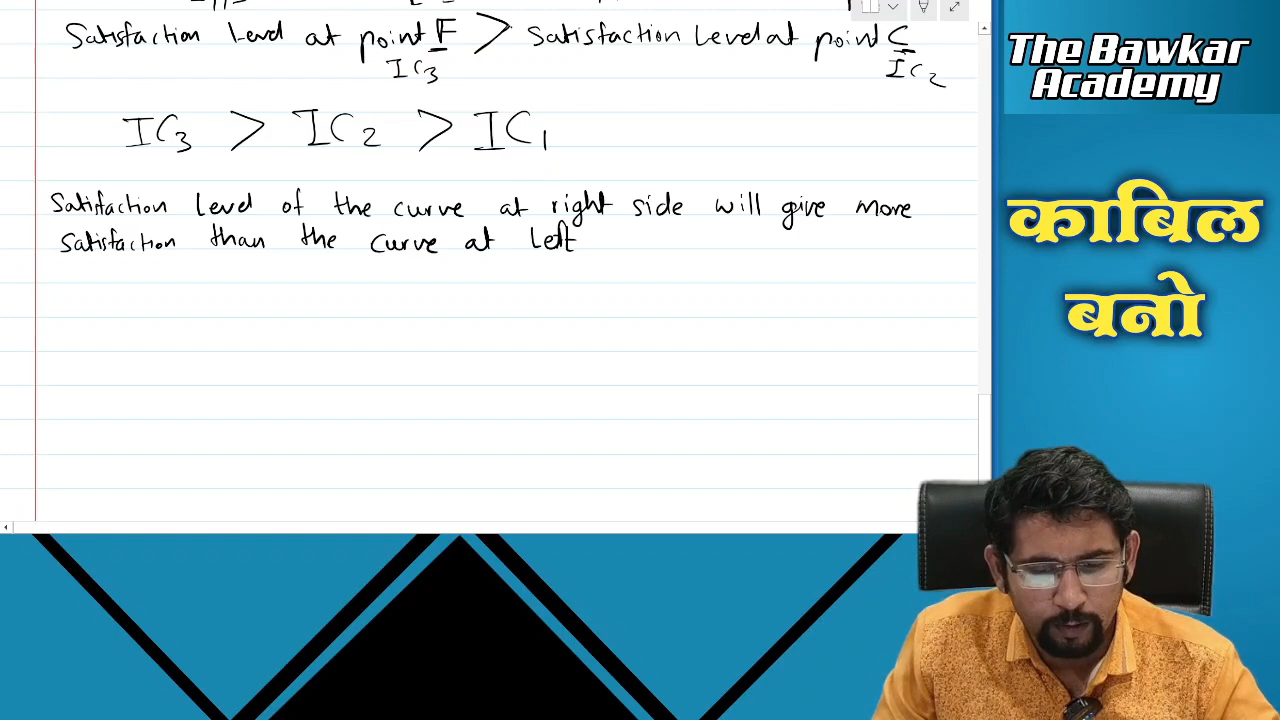 Satisfaction Level at point F > Satisfaction Level at point C
IC3 IC2
IC3 > IC2 > IC1
Satisfaction Level of the curve at right side will give more
satisfaction than the curve at left
The Bawkar
Academy
काबिल
बनो